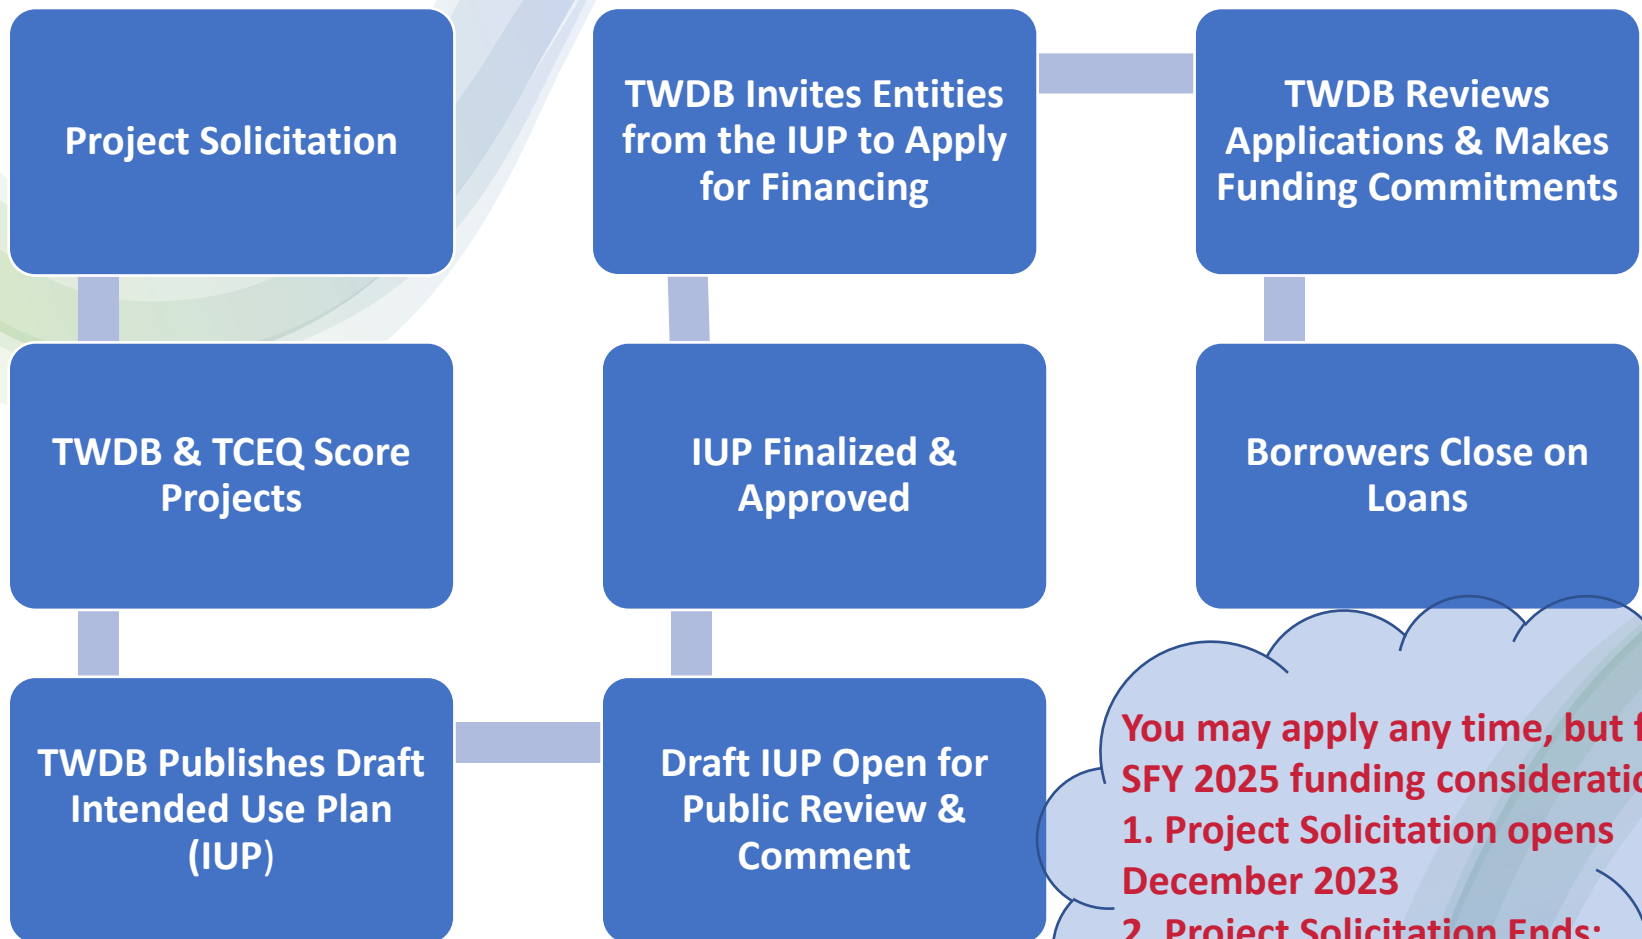 Project Solicitation
TWDB & TCEQ Score
Projects
TWDB Publishes Draft
Intended Use Plan
(IUP)
Draft IUP Open for
Public Review &
Comment
IUP Finalized &
Approved
TWDB Invites Entities
from the IUP to Apply
for Financing
TWDB Reviews
Applications & Makes
Funding Commitments
Borrowers Close on
Loans
You may apply any time, but
SFY 2025 funding
1. Project Solicitation opens
December 2023
2. Project Solicitation Ends: